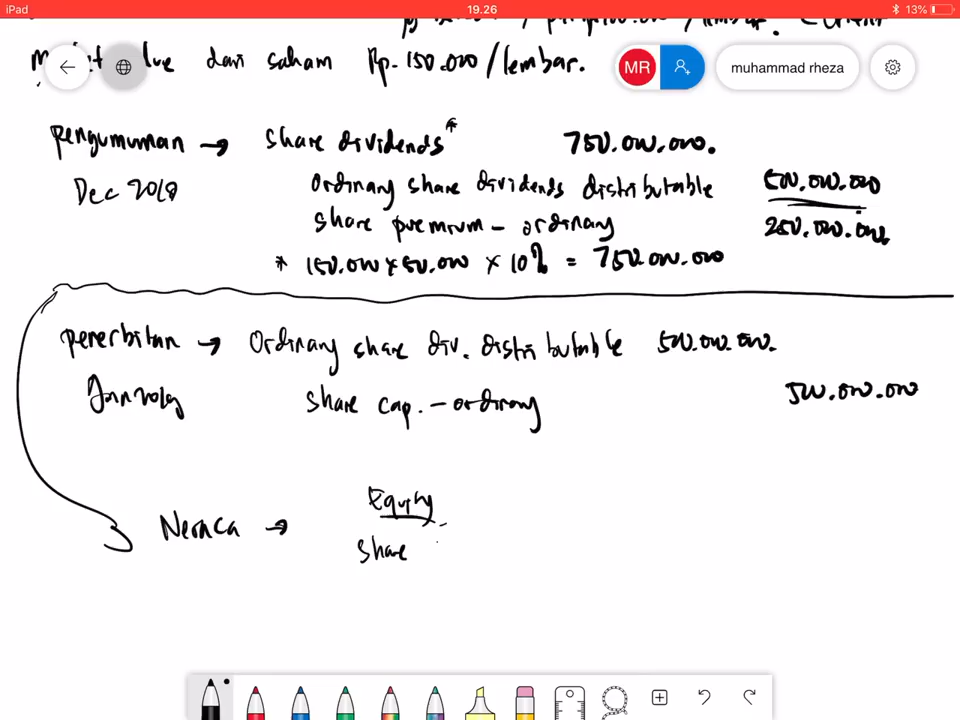 iPad 19.26 13%
/lembar.
dari saham Rp. 150.000/lembar. MR muhammad rheza
pengumuman → share dividends* 750.000.000.
Dec 2018 Ordinary share dividends distributable 500.000.000
share premium - ordinary 250.000.000
* 150.000 x 50.000 x 10% = 750.000.000
penerbitan → Ordinary share div. distributable 500.000.000.
Jan 2019 share cap. - ordinary 500.000.000
Equity
Neraca →
share